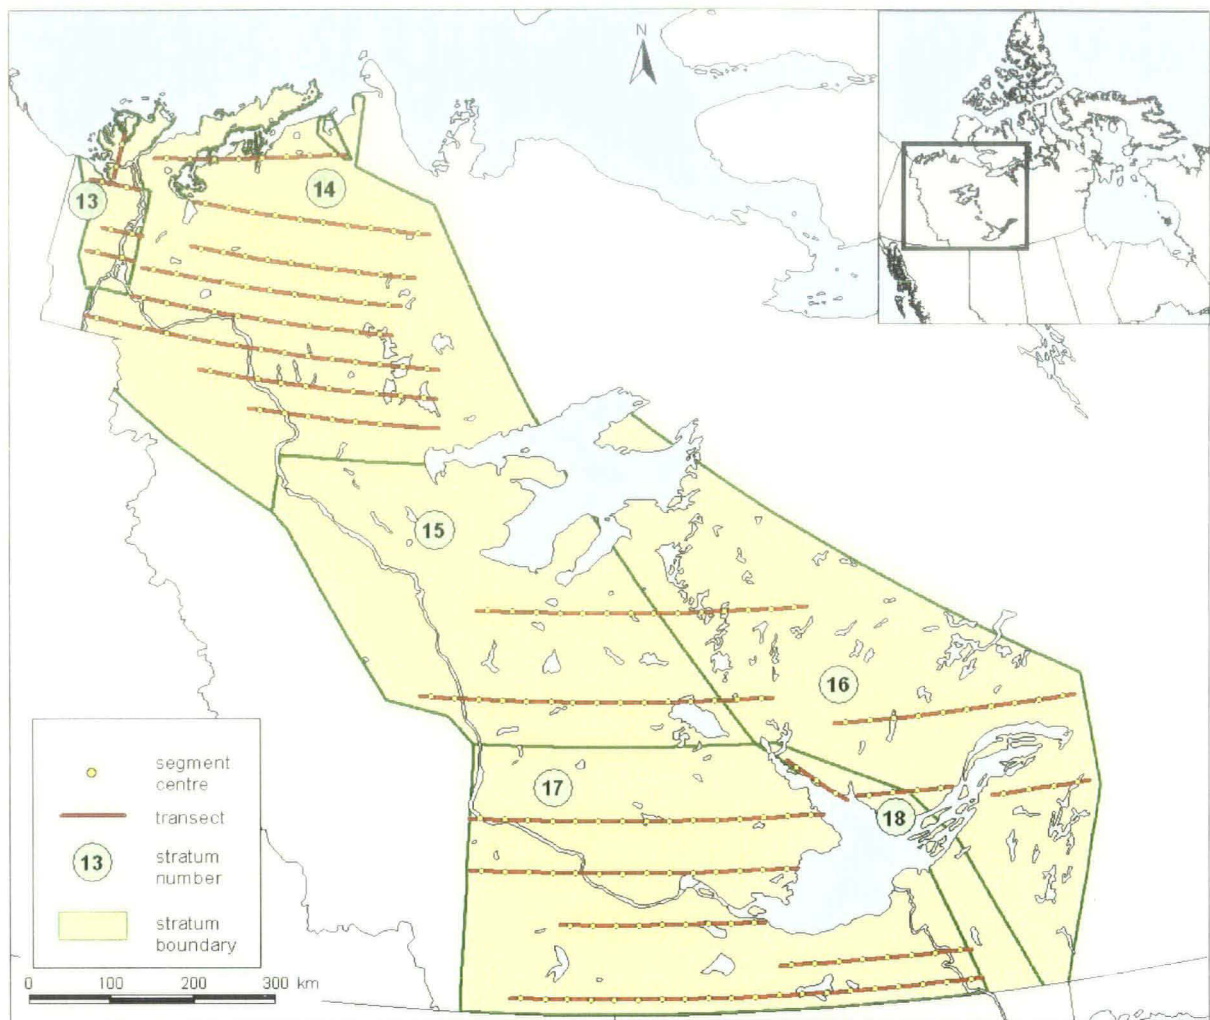 N
14
13
15
16
17
18
segment
centre
transect
13
stratum
number
stratum
boundary
0 100 200 300 km